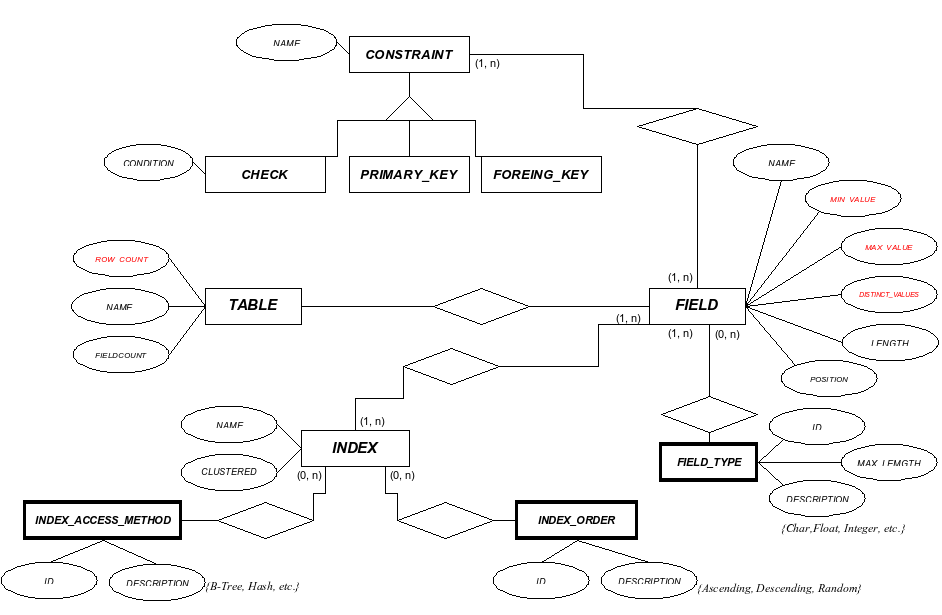 NAME
CONSTRAINT
(1, n)
CONDITION
CHECK
PRIMARY_KEY
FOREING_KEY
NAME
MIN_VALUE
MAX_VALUE
DISTINCT_VALUES
LENGTH
POSITION
ROW_COUNT
NAME
FIELDCOUNT
TABLE
(1, n)
FIELD
(1, n)
(1, n)
(0, n)
(1, n)
NAME
CLUSTERED
INDEX
(0, n)
(0, n)
FIELD_TYPE
ID
MAX_LEMGTH
DESCRIPTION
{Char,Float, Integer, etc.}
INDEX_ACCESS_METHOD
INDEX_ORDER
ID
DESCRIPTION
{B-Tree, Hash, etc.}
ID
DESCRIPTION
{Ascending, Descending, Random}